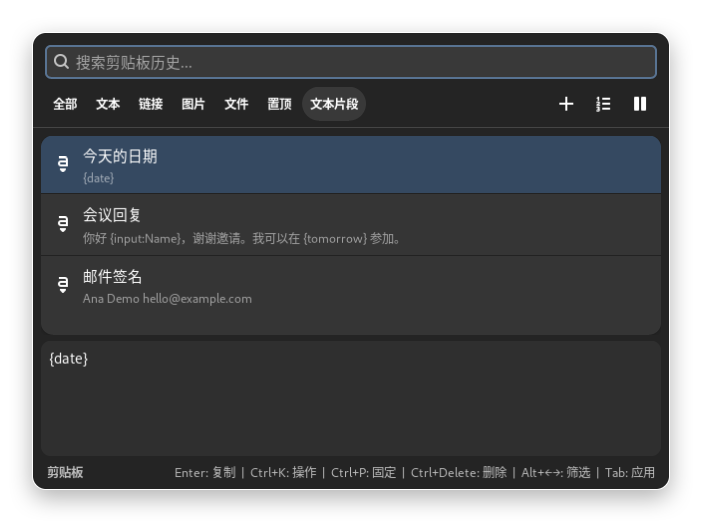 搜索剪贴板历史...
全部 文本 链接 图片 文件 置顶 文本片段
今天的日期
{date}
会议回复
你好 {input:Name}，谢谢邀请。我可以在 {tomorrow} 参加。
邮件签名
Ana Demo hello@example.com
{date}
剪贴板 Enter: 复制 | Ctrl+K: 操作 | Ctrl+P: 固定 | Ctrl+Delete: 删除 | Alt+←→: 筛选 | Tab: 应用